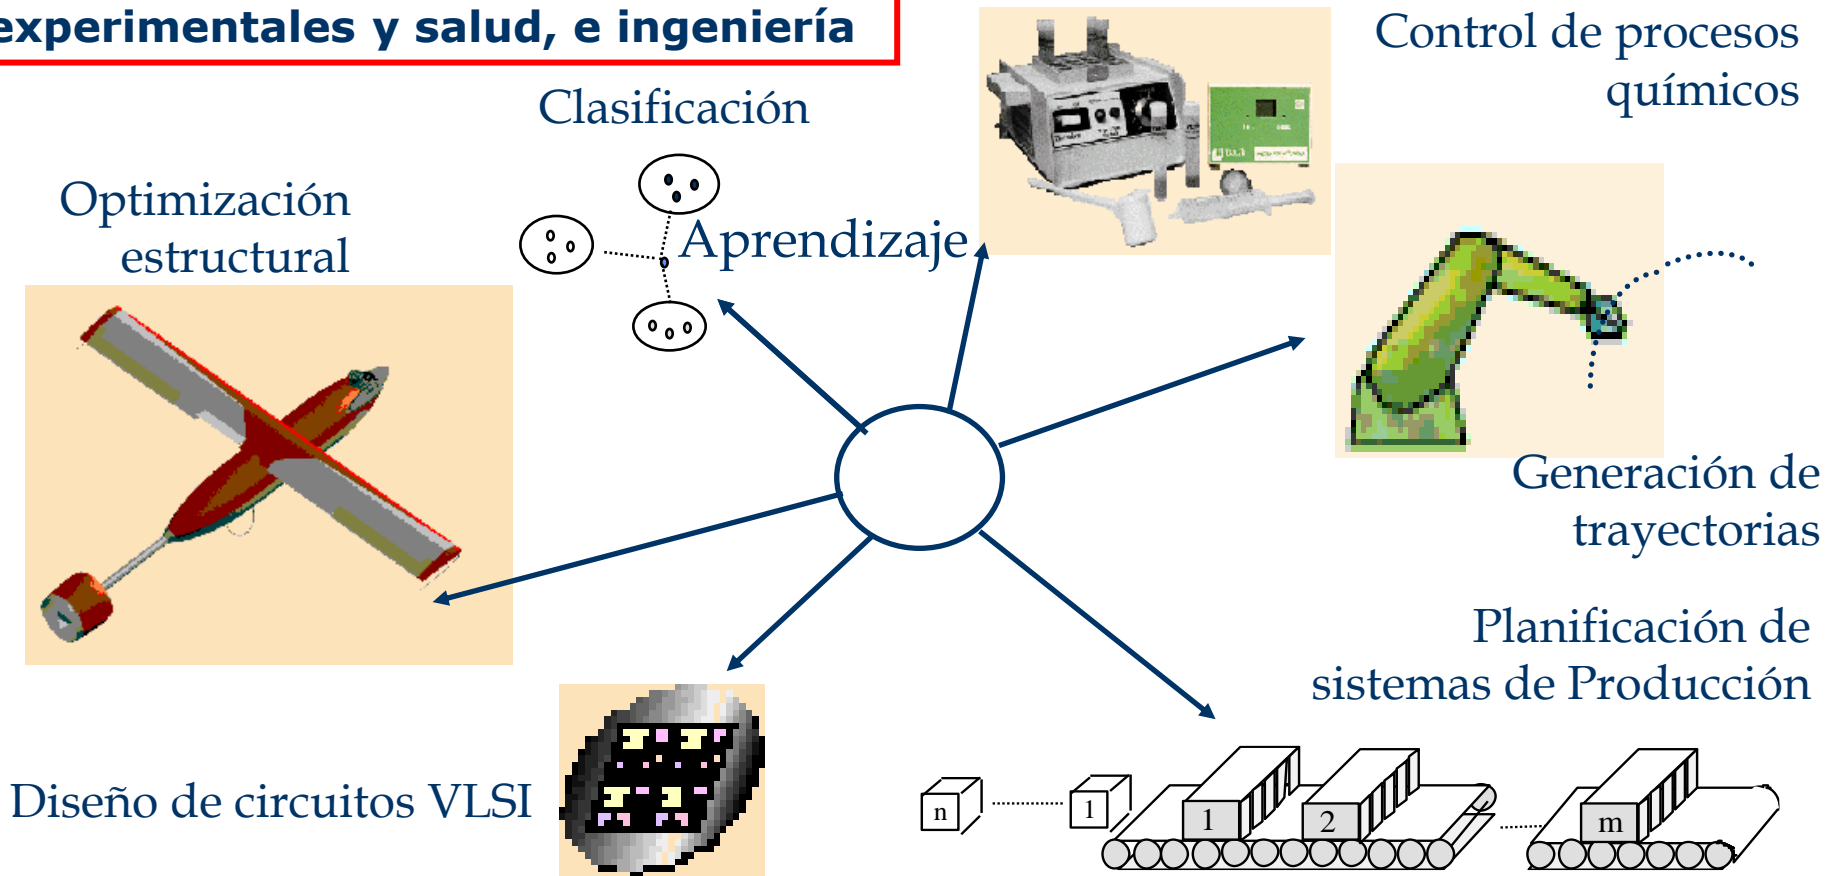 experimentales y salud, e ingeniería
Control de procesos
químicos
Clasificación
Aprendizaje
Optimización
estructural
Generación de
trayectorias
Planificación de
sistemas de Producción
Diseño de circuitos VLSI
n
1
1
2
m